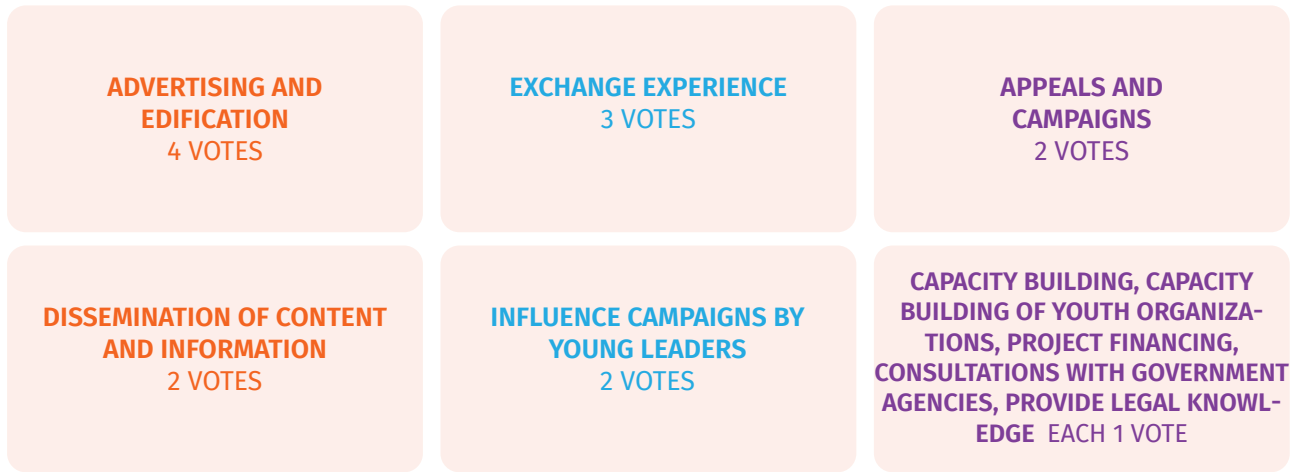 ADVERTISING AND
EDIFICATION
4 VOTES
EXCHANGE EXPERIENCE
3 VOTES
APPEALS AND
CAMPAIGNS
2 VOTES
DISSEMINATION OF CONTENT
AND INFORMATION
2 VOTES
INFLUENCE CAMPAIGNS BY
YOUNG LEADERS
2 VOTES
CAPACITY BUILDING, CAPACITY
BUILDING OF YOUTH ORGANIZA-
TIONS, PROJECT FINANCING,
CONSULTATIONS WITH GOVERNMENT
AGENCIES, PROVIDE LEGAL KNOWL-
EDGE EACH 1 VOTE